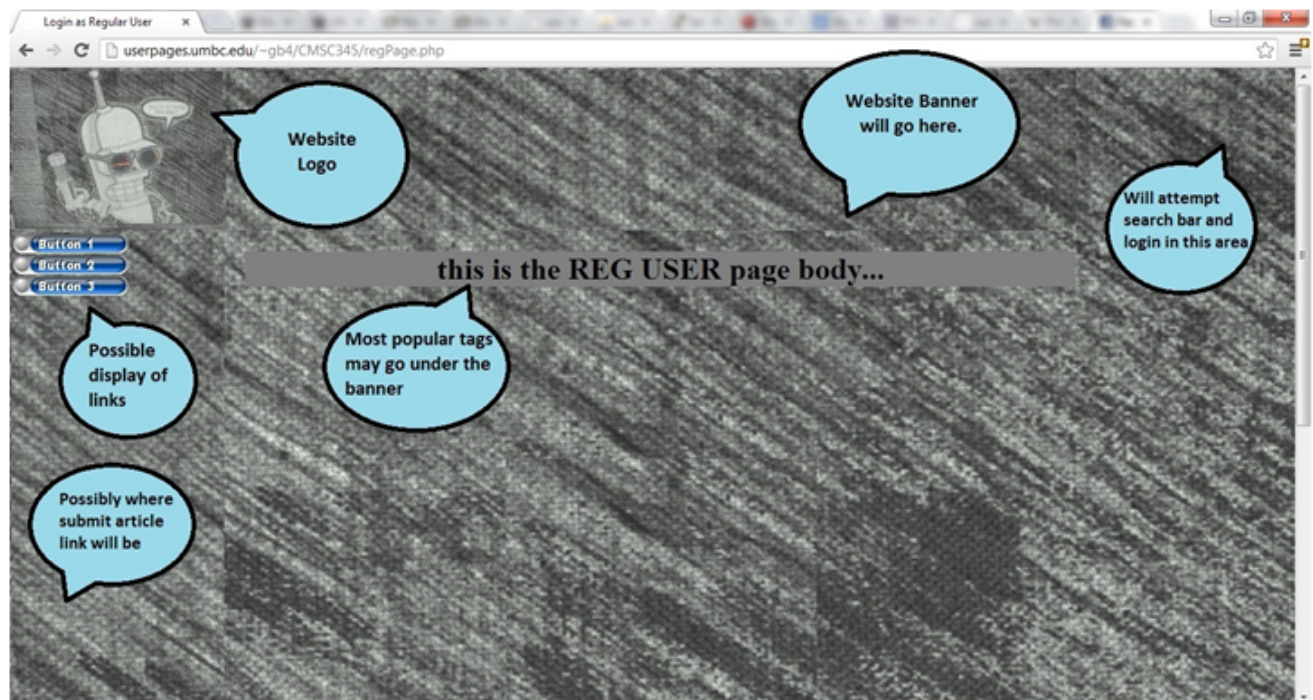 Login as Regular User
userpages.umbc.edu/~gb4/CMSC345/regPage.php
Website
Logo
Website Banner
will go here.
Will attempt
search bar and
login in this area
Button 1
Button 2
Button 3
this is the REG USER page body...
Possible
display of
links
Most popular tags
may go under the
banner
Possibly where
submit article
link will be